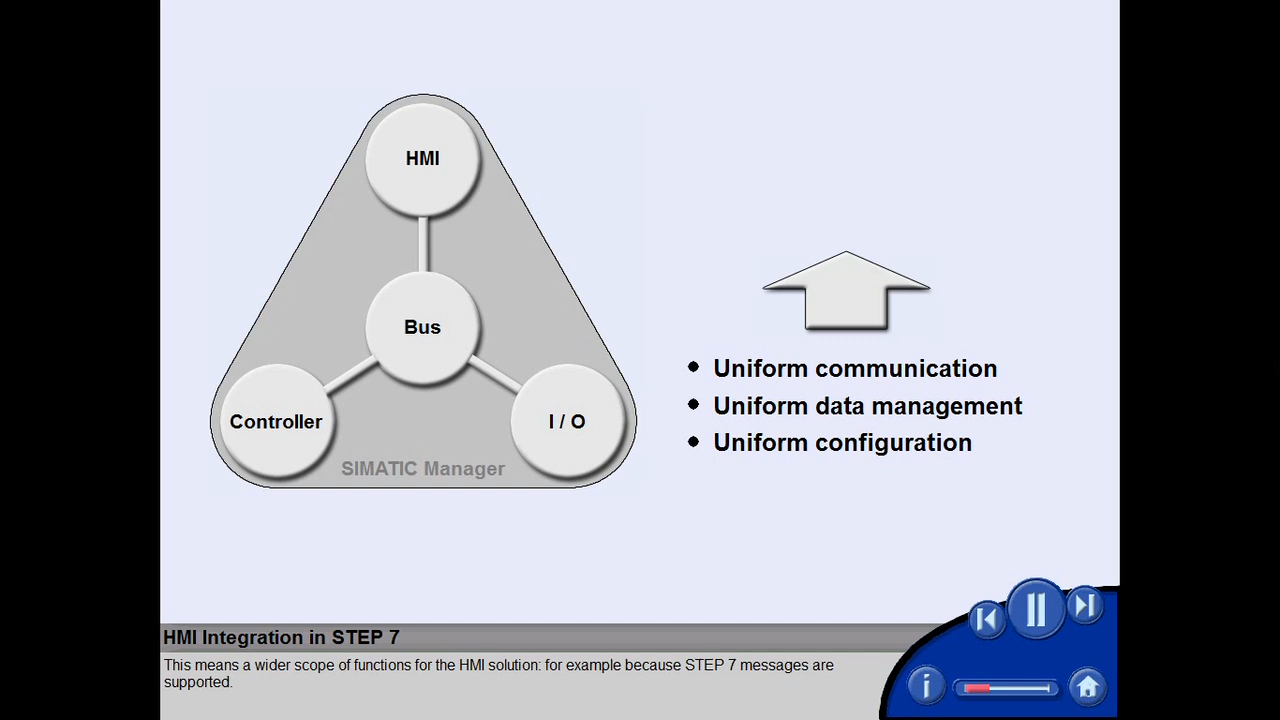 HMI
Bus
Controller
I / O
SIMATIC Manager
• Uniform communication
• Uniform data management
• Uniform configuration
HMI Integration in STEP 7
This means a wider scope of functions for the HMI solution: for example because STEP 7 messages are
supported.
i